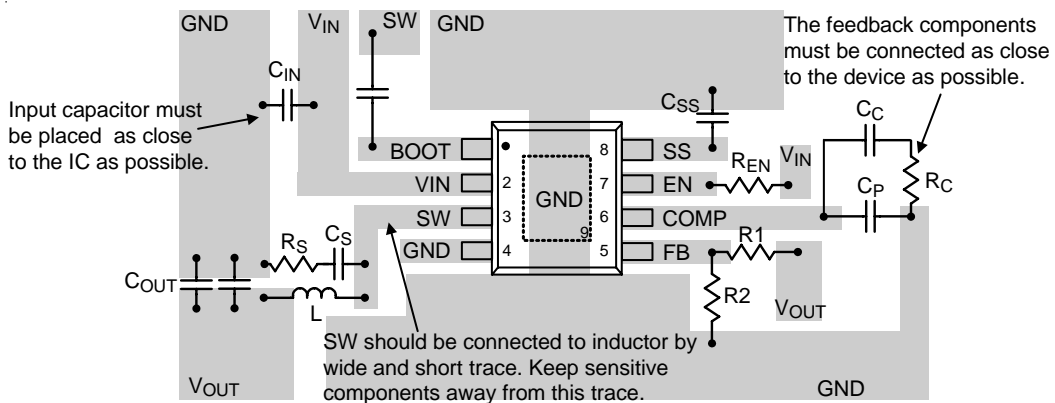 GND
VIN
SW
GND
The feedback components
must be connected as close
to the device as possible.
CIN
Input capacitor must
be placed as close
to the IC as possible.
CSS
CC
BOOT
8
SS
REN
VIN
RC
VIN
2
GND
7
EN
CP
SW
3
6
COMP
9
GND
4
5
FB
R1
RS
CS
COUT
R2
L
VOUT
SW should be connected to inductor by
wide and short trace. Keep sensitive
components away from this trace.
VOUT
GND